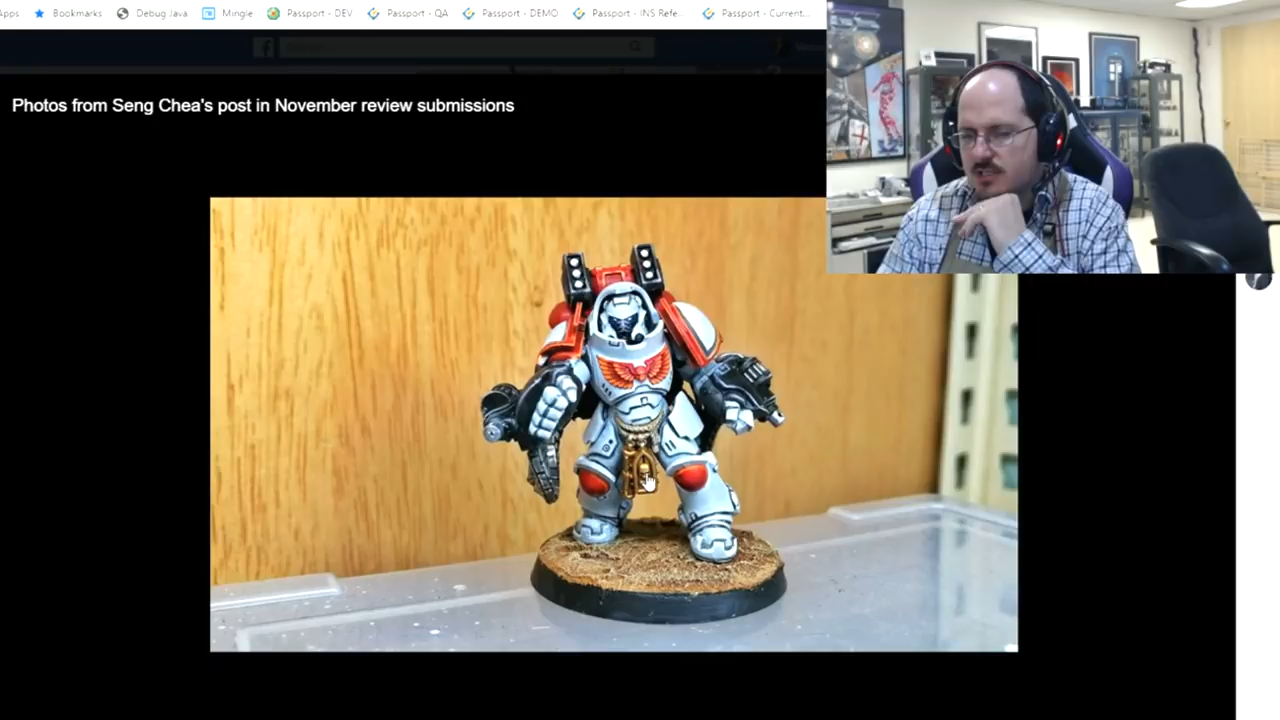 Apps Bookmarks Debug Java Mingle Passport - DEV Passport - QA Passport - DEMO Passport - INS Refe... Passport - Current...
f
Photos from Seng Chea's post in November review submissions